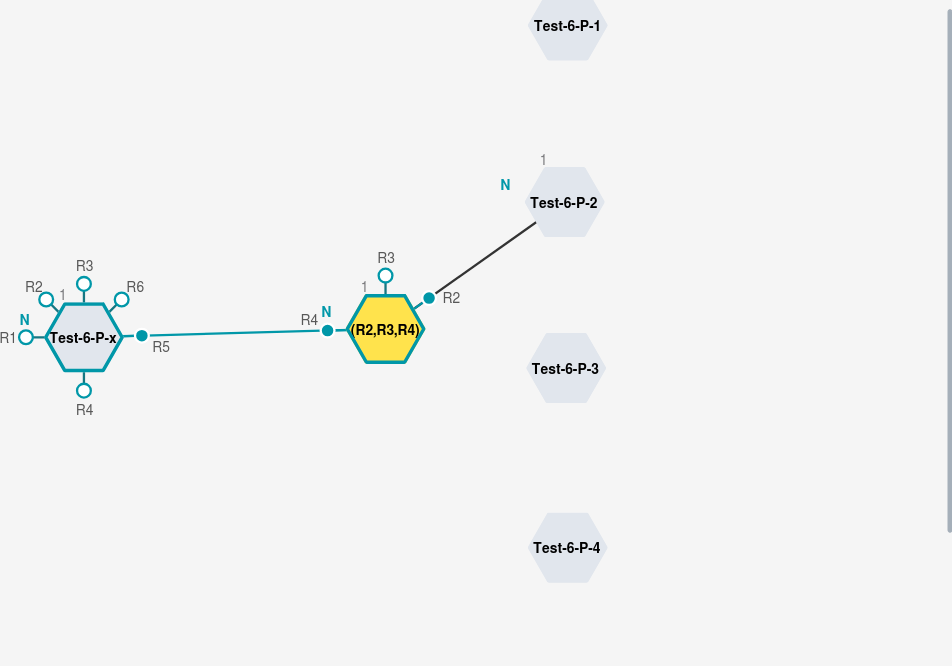 Test-6-P-1
1
N
Test-6-P-2
R3
R3
R2
1
R6
1
R2
N
N
R4
R1
Test-6-P-x
(R2,R3,R4)
R5
Test-6-P-3
R4
Test-6-P-4